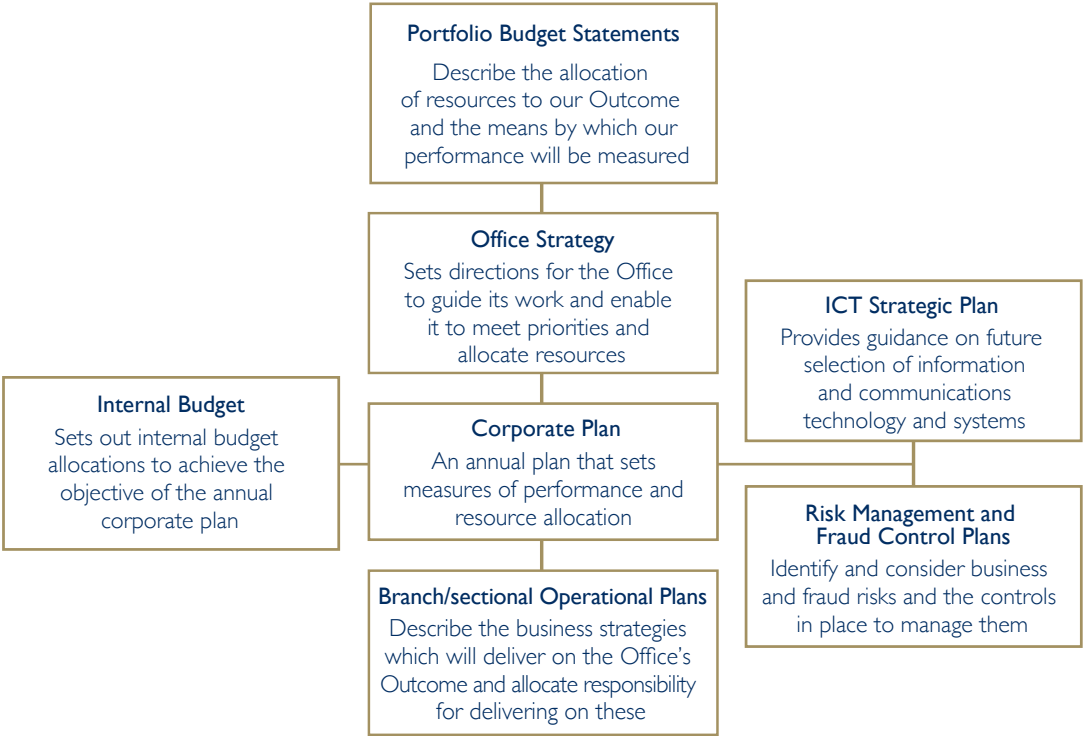 Portfolio Budget Statements
Describe the allocation
of resources to our Outcome
and the means by which our
performance will be measured
Office Strategy
Sets directions for the Office
to guide its work and enable
it to meet priorities and
allocate resources
ICT Strategic Plan
Provides guidance on future
selection of information
and communications
technology and systems
Internal Budget
Sets out internal budget
allocations to achieve the
objective of the annual
corporate plan
Corporate Plan
An annual plan that sets
measures of performance and
resource allocation
Risk Management and
Fraud Control Plans
Identify and consider business
and fraud risks and the controls
in place to manage them
Branch/sectional Operational Plans
Describe the business strategies
which will deliver on the Office's
Outcome and allocate responsibility
for delivering on these